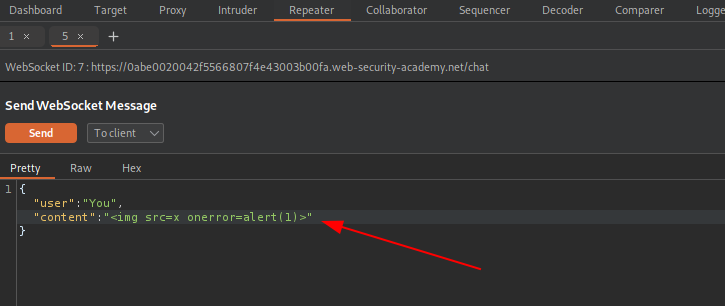 Dashboard Target Proxy Intruder Repeater Collaborator Sequencer Decoder Comparer Logge
1 × 5 × +
WebSocket ID: 7 : https://0abe0020042f5566807f4e43003b00fa.web-security-academy.net/chat
Send WebSocket Message
Send To client
Pretty Raw Hex
1 {
"user":"You",
"content":"<img src=x onerror=alert(1)>"
}